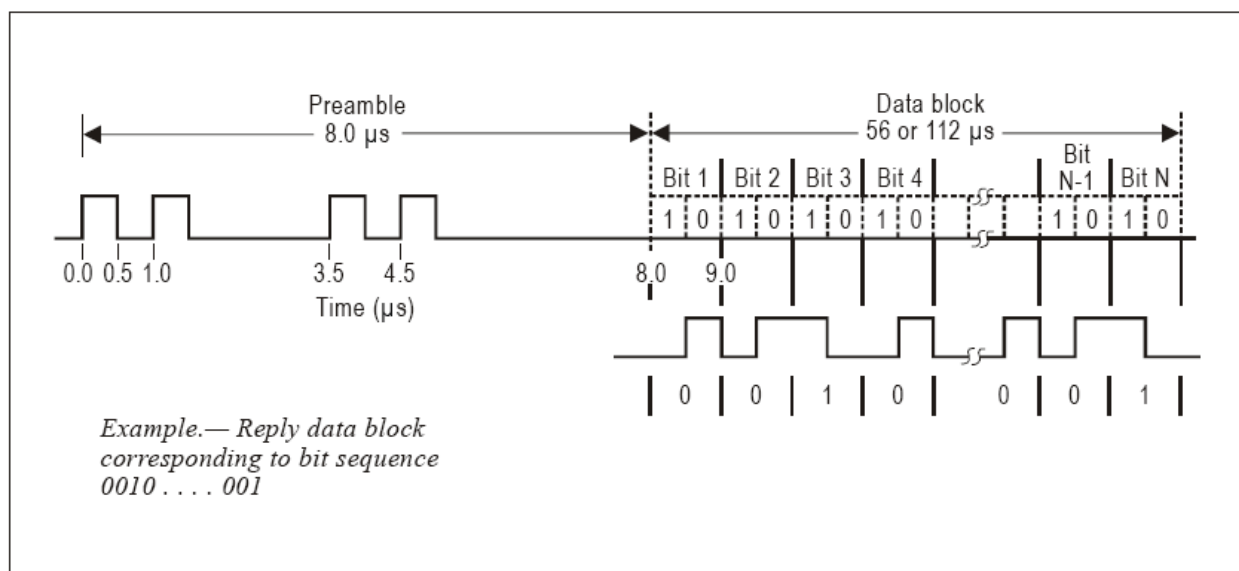 Preamble
8.0 µs
Data block
56 or 112 µs
Bit 1 Bit 2 Bit 3 Bit 4 Bit N-1 Bit N
1 0 1 0 1 0 1 0 1 0 1 0
0.0 0.5 1.0 3.5 4.5 8.0 9.0
Time (µs)
0 0 1 0 0 0 1
Example.— Reply data block
corresponding to bit sequence
0010 . . . . 001